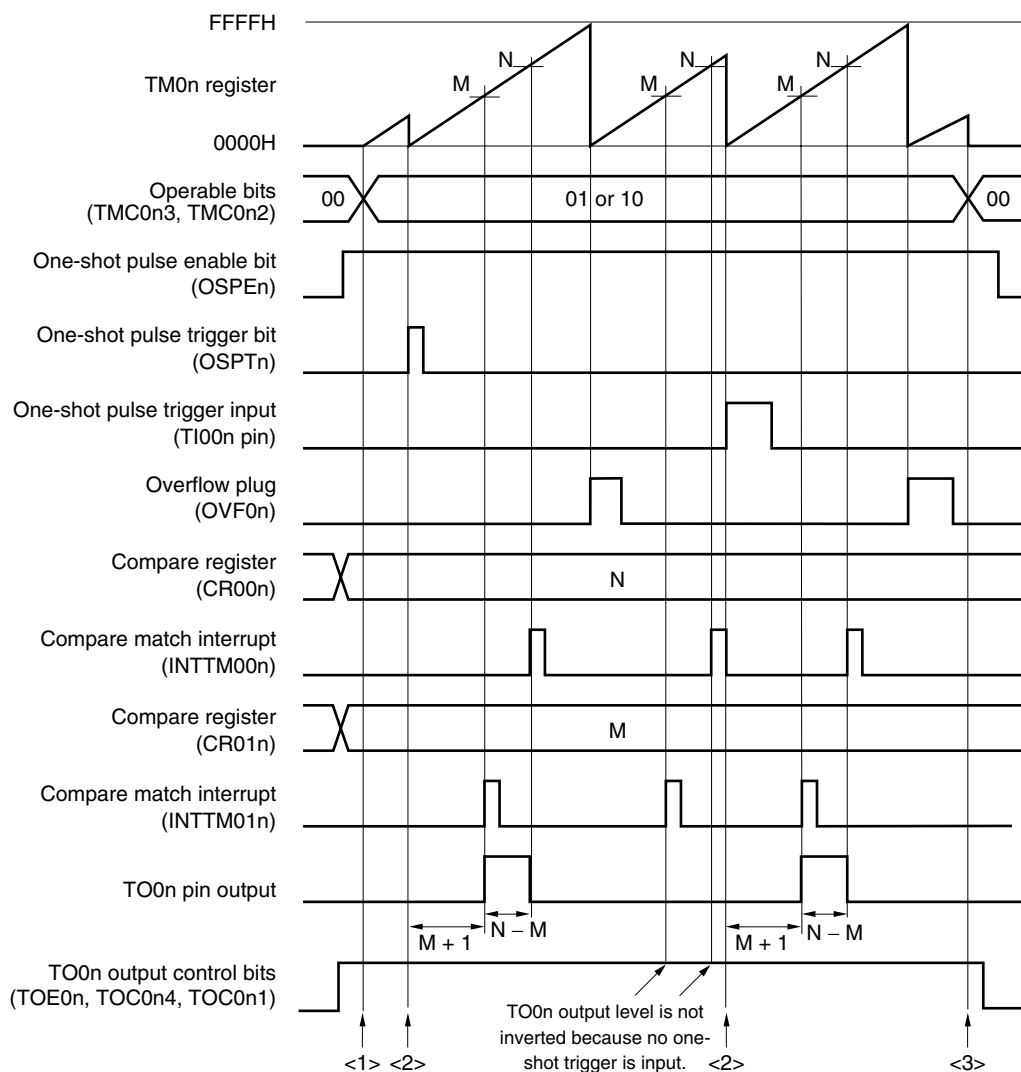 FFFFH
TM0n register
0000H
M
N
M
N
M
N
Operable bits
(TMC0n3, TMC0n2)
00
01 or 10
00
One-shot pulse enable bit
(OSPEn)
One-shot pulse trigger bit
(OSPTn)
One-shot pulse trigger input
(TI00n pin)
Overflow plug
(OVF0n)
Compare register
(CR00n)
N
Compare match interrupt
(INTTM00n)
Compare register
(CR01n)
M
Compare match interrupt
(INTTM01n)
TO0n pin output
M + 1
N – M
M + 1
N – M
TO0n output control bits
(TOE0n, TOC0n4, TOC0n1)
TO0n output level is not
inverted because no one-
shot trigger is input.
<1>
<2>
<2>
<3>